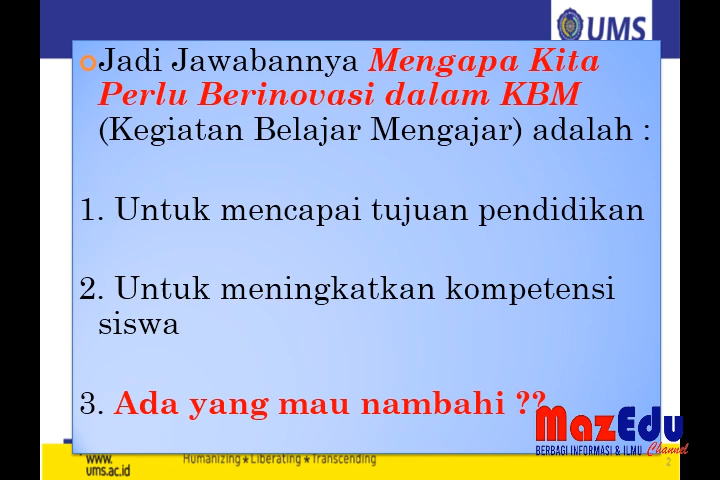 UMS
Jadi Jawabannya Mengapa Kita
Perlu Berinovasi dalam KBM
(Kegiatan Belajar Mengajar) adalah :
1. Untuk mencapai tujuan pendidikan
2. Untuk meningkatkan kompetensi
siswa
3. Ada yang mau nambahi ??
MazEdu
BERBAGI INFORMASI & ILMU Channel
www.
ums.ac.id
Humanizing ★ Liberating ★ Transcending
2